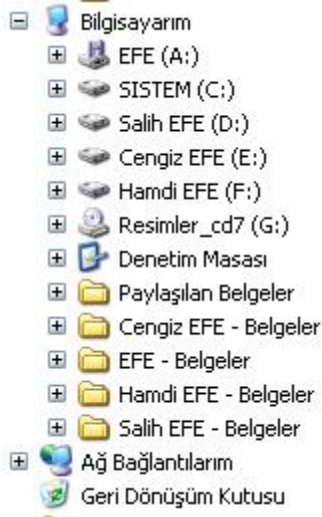 Bilgisayarım
EFE (A:)
SISTEM (C:)
Salih EFE (D:)
Cengiz EFE (E:)
Hamdi EFE (F:)
Resimler_cd7 (G:)
Denetim Masası
Paylaşılan Belgeler
Cengiz EFE - Belgeler
EFE - Belgeler
Hamdi EFE - Belgeler
Salih EFE - Belgeler
Ağ Bağlantılarım
Geri Dönüşüm Kutusu